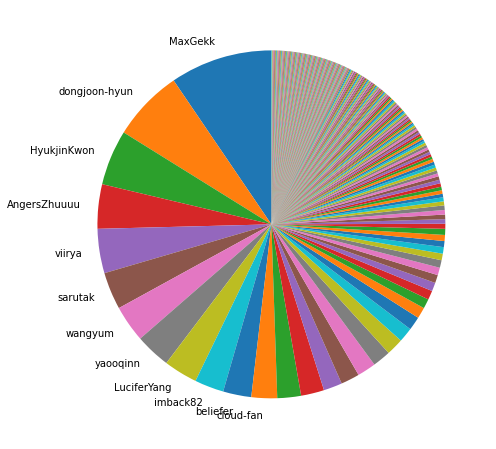 MaxGekk
dongjoon-hyun
HyukjinKwon
AngersZhuuuu
viirya
sarutak
wangyum
yaooqinn
LuciferYang
imback82
beliefer
cloud-fan